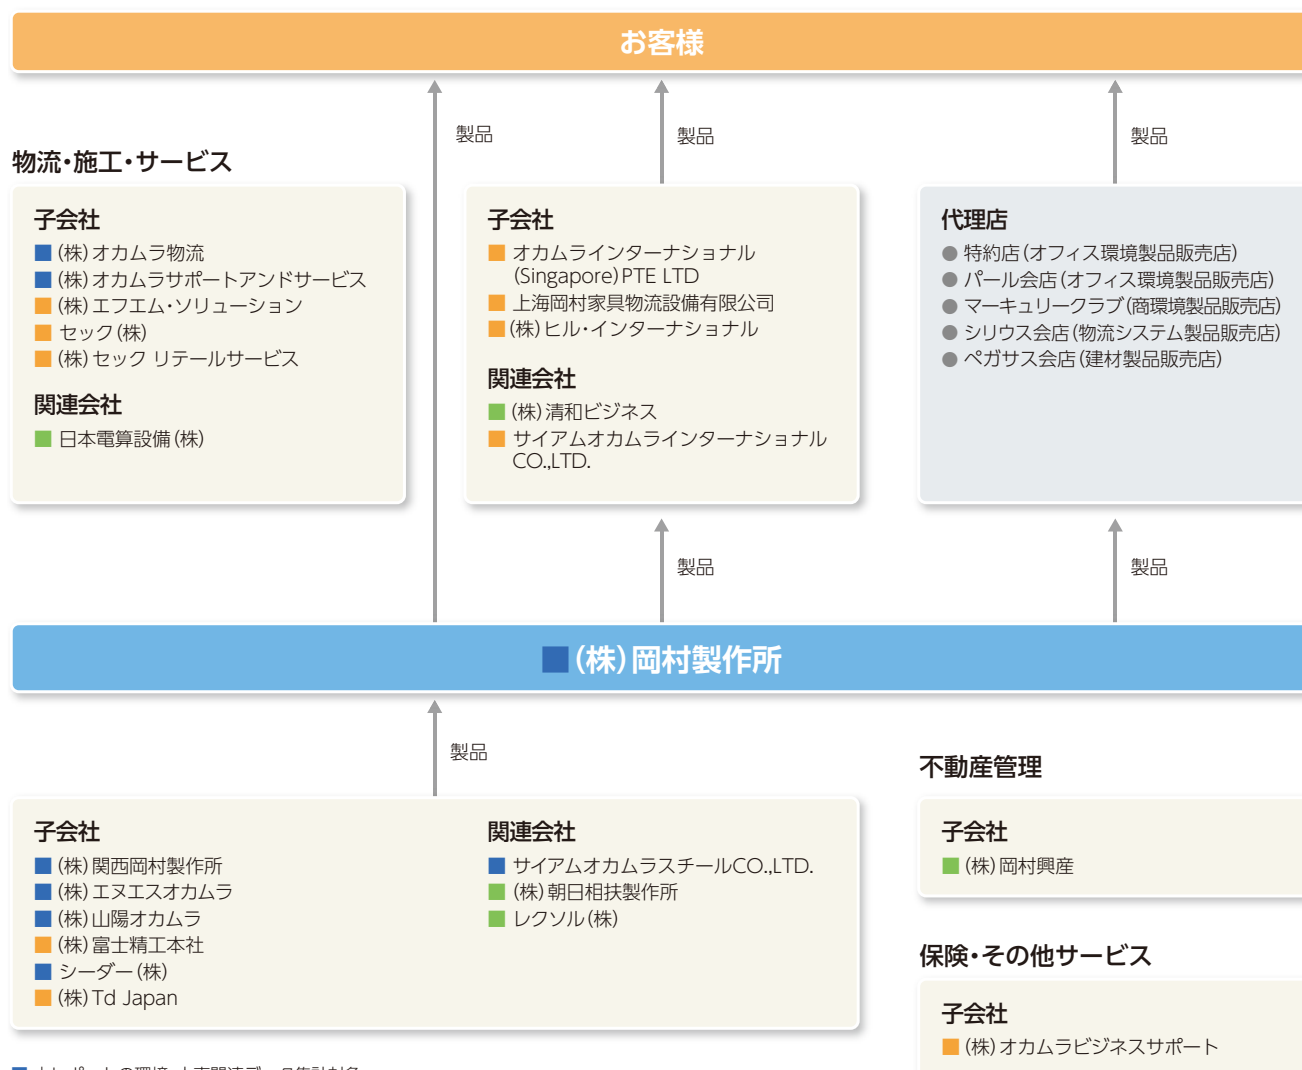 お客様
製品
製品
製品
物流・施工・サービス
子会社
(株)オカムラ物流
(株)オカムラサポートアンドサービス
(株)エフエム・ソリューション
セック(株)
(株)セック リテールサービス
関連会社
日本電算設備(株)
子会社
オカムラインターナショナル
(Singapore)PTE LTD
上海岡村家具物流設備有限公司
(株)ヒル・インターナショナル
関連会社
(株)清和ビジネス
サイアムオカムラインターナショナル
CO.,LTD.
代理店
● 特約店(オフィス環境製品販売店)
● パール会店(オフィス環境製品販売店)
● マーキュリークラブ(商環境製品販売店)
● シリウス会店(物流システム製品販売店)
● ペガサス会店(建材製品販売店)
製品
製品
(株)岡村製作所
製品
子会社
(株)関西岡村製作所
(株)エヌエスオカムラ
(株)山陽オカムラ
(株)富士精工本社
シーダー(株)
(株)Td Japan
関連会社
サイアムオカムラスチールCO.,LTD.
(株)朝日相扶製作所
レクソル(株)
不動産管理
子会社
(株)岡村興産
保険・その他サービス
子会社
(株)オカムラビジネスサポート